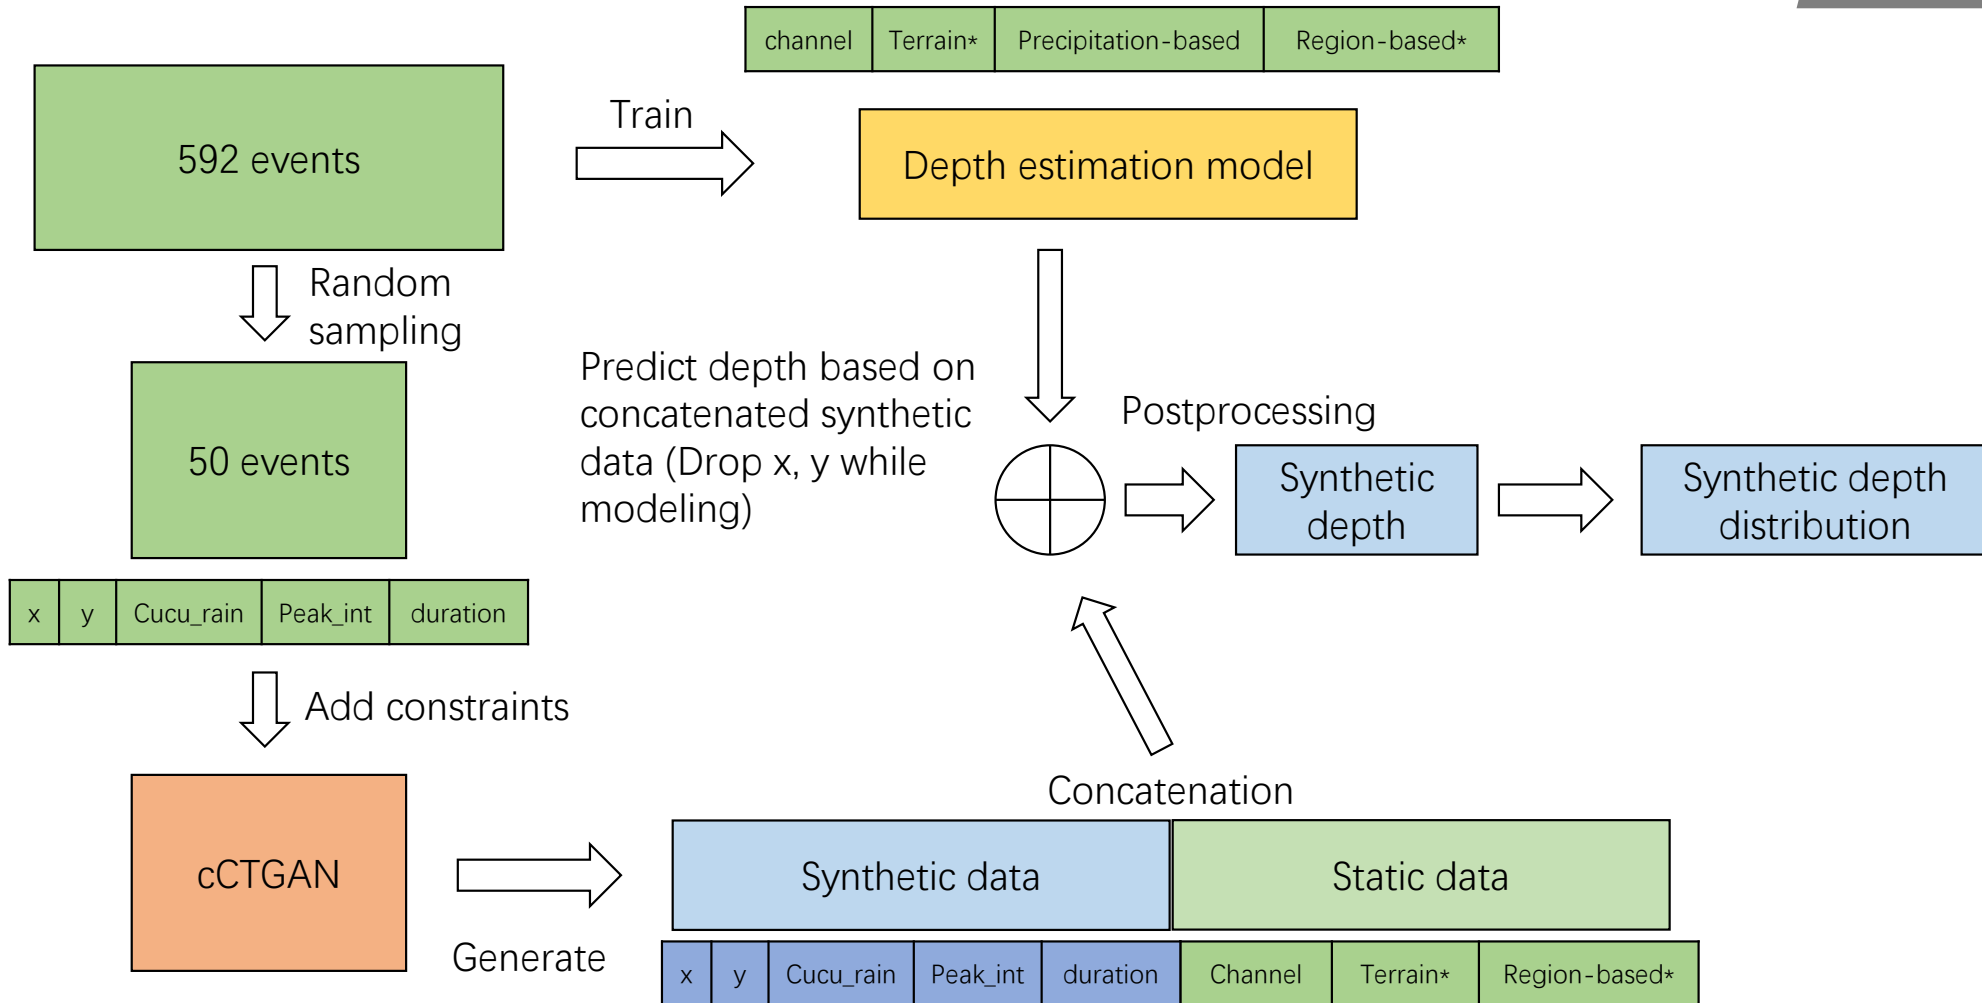 channel Terrain* Precipitation-based Region-based*
592 events
Train
Depth estimation model
Random
sampling
50 events
Predict depth based on
concatenated synthetic
data (Drop x, y while
modeling)
Postprocessing
Synthetic
depth
Synthetic depth
distribution
x y Cucu_rain Peak_int duration
Add constraints
cCTGAN
Generate
Concatenation
Synthetic data
Static data
x y Cucu_rain Peak_int duration Channel Terrain* Region-based*